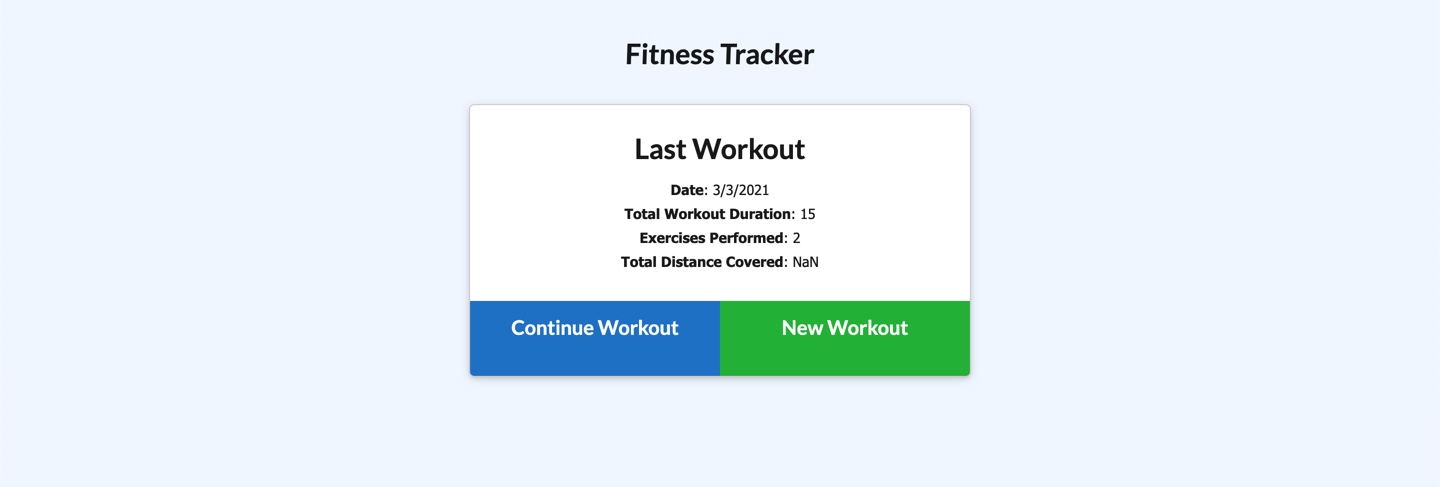 Fitness Tracker
Last Workout
Date: 3/3/2021
Total Workout Duration: 15
Exercises Performed: 2
Total Distance Covered: NaN
Continue Workout
New Workout